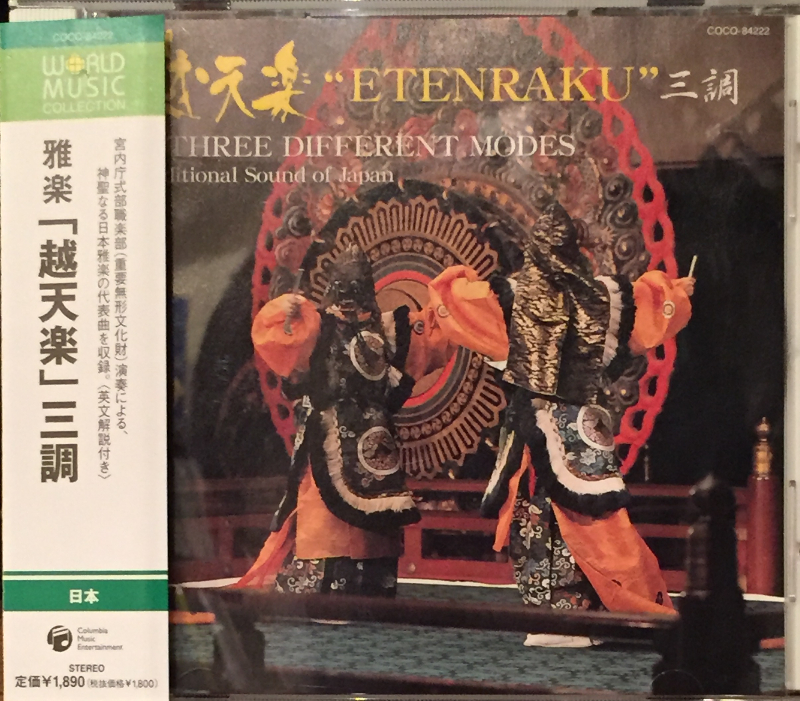 COCQ-84222
WORLD
MUSIC
COLLECTION
宮内庁式部職楽部(重要無形文化財)演奏による、
神聖なる日本雅楽の代表曲を収録。〈英文解説付き〉
雅楽「越天楽」三調
日本
Columbia
Music
Entertainment
STEREO
定価¥1,890(税抜価格¥1,800)
COCQ-84222
越天楽 “ETENRAKU” 三調
THREE DIFFERENT MODES
ditional Sound of Japan